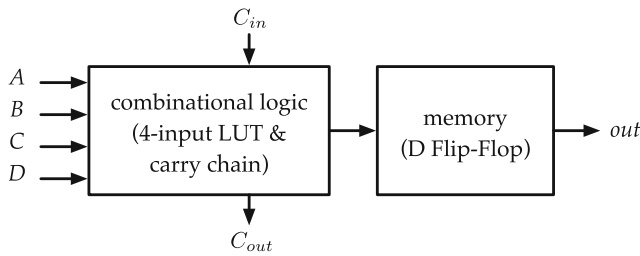 C_in
A
B
C
D
combinational logic
(4-input LUT &
carry chain)
memory
(D Flip-Flop)
out
C_out